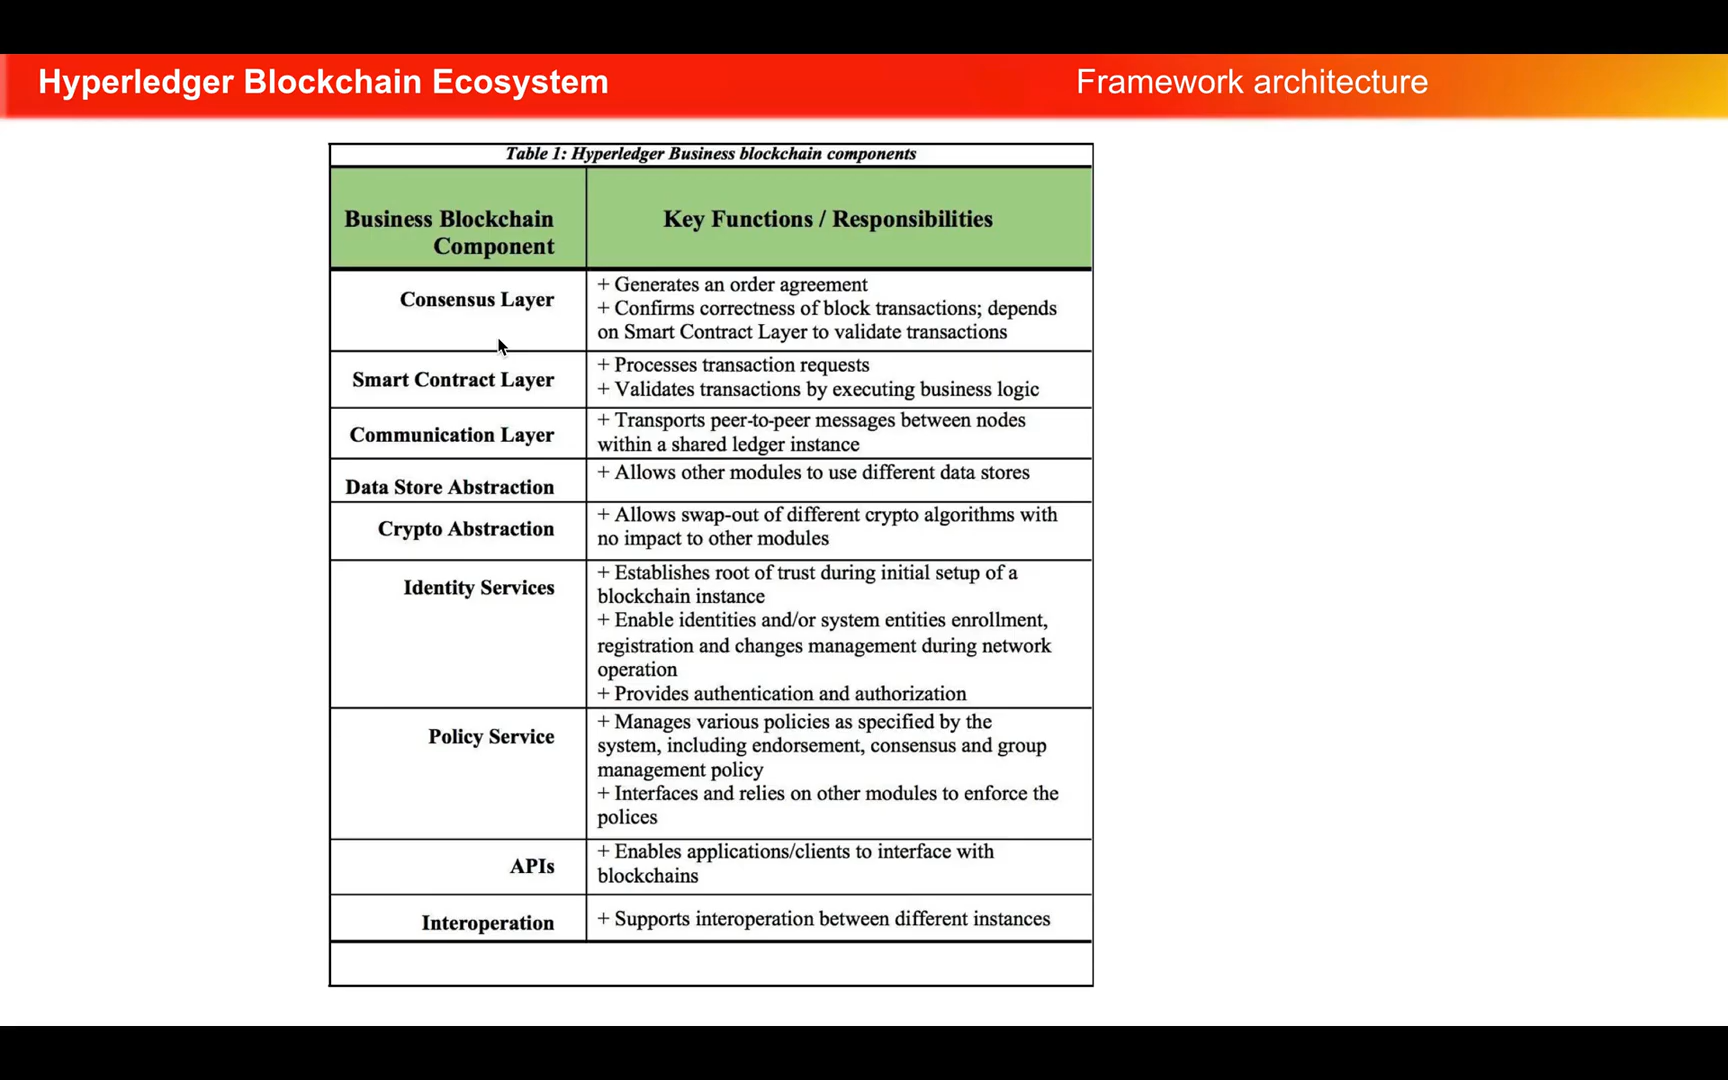 Hyperledger Blockchain Ecosystem
Framework architecture
Table 1: Hyperledger Business blockchain components
Business Blockchain
Component
Key Functions / Responsibilities
Consensus Layer
+ Generates an order agreement
+ Confirms correctness of block transactions; depends
on Smart Contract Layer to validate transactions
Smart Contract Layer
+ Processes transaction requests
+ Validates transactions by executing business logic
Communication Layer
+ Transports peer-to-peer messages between nodes
within a shared ledger instance
Data Store Abstraction
+ Allows other modules to use different data stores
Crypto Abstraction
+ Allows swap-out of different crypto algorithms with
no impact to other modules
Identity Services
+ Establishes root of trust during initial setup of a
blockchain instance
+ Enable identities and/or system entities enrollment,
registration and changes management during network
operation
+ Provides authentication and authorization
Policy Service
+ Manages various policies as specified by the
system, including endorsement, consensus and group
management policy
+ Interfaces and relies on other modules to enforce the
polices
APIs
+ Enables applications/clients to interface with
blockchains
Interoperation
+ Supports interoperation between different instances